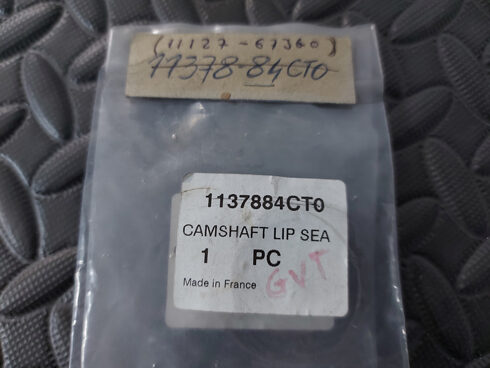 (11127-67360)
11378-84CT0
1137884CT0
CAMSHAFT LIP SEA
1 PC
Made in France
GVT